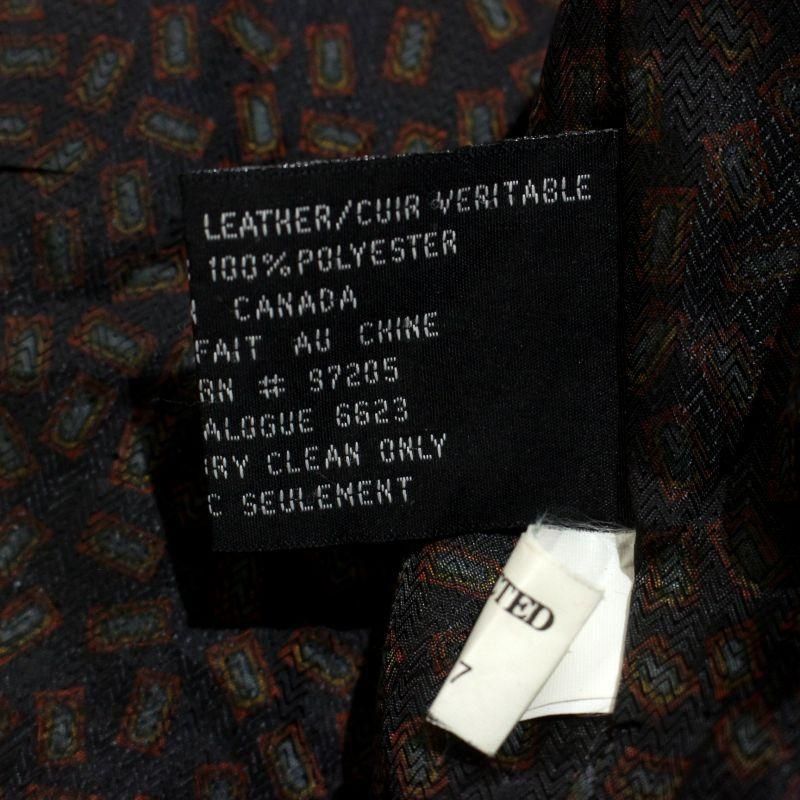 LEATHER/CUIR VERITABLE
100% POLYESTER
CANADA
FAIT AU CHINE
RN # 97205
ALOGUE 6623
RY CLEAN ONLY
C SEULEMENT
TED
7